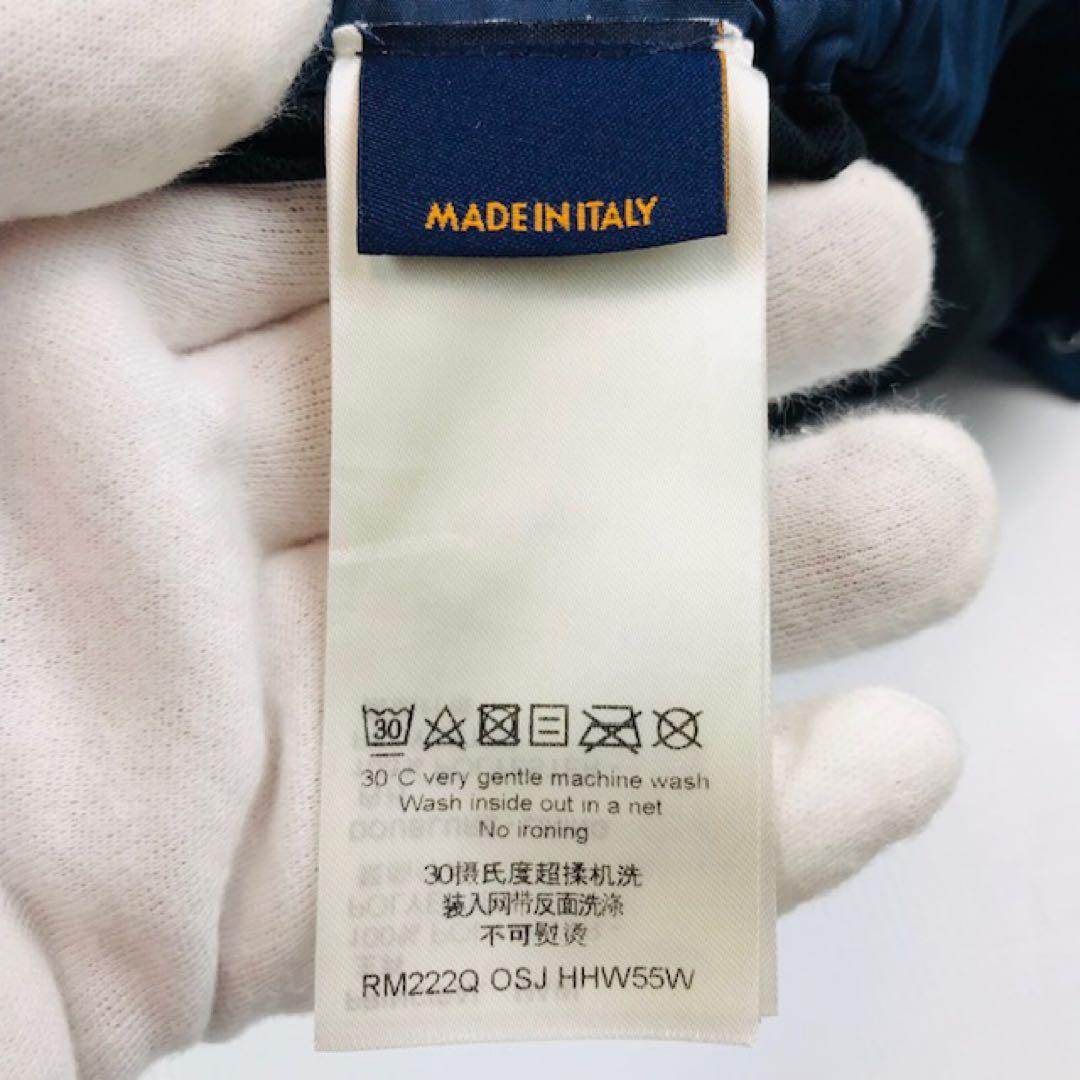 MADE IN ITALY
30
30°C very gentle machine wash
Wash inside out in a net
No ironing
30摄氏度超揉机洗
装入网带反面洗涤
不可熨烫
RM222Q OSJ HHW55W